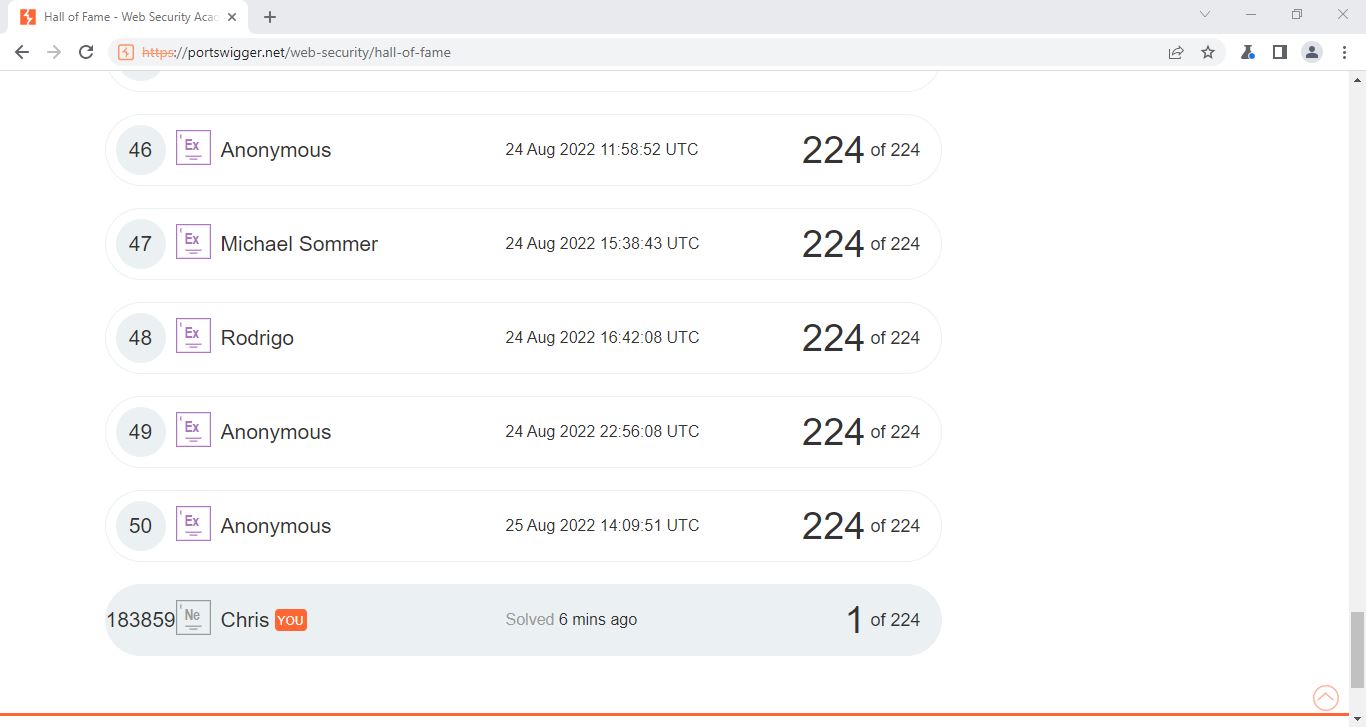 Hall of Fame - Web Security Aca
https://portswigger.net/web-security/hall-of-fame
46 Ex Anonymous 24 Aug 2022 11:58:52 UTC 224 of 224
47 Ex Michael Sommer 24 Aug 2022 15:38:43 UTC 224 of 224
48 Ex Rodrigo 24 Aug 2022 16:42:08 UTC 224 of 224
49 Ex Anonymous 24 Aug 2022 22:56:08 UTC 224 of 224
50 Ex Anonymous 25 Aug 2022 14:09:51 UTC 224 of 224
183859 Ne Chris YOU Solved 6 mins ago 1 of 224